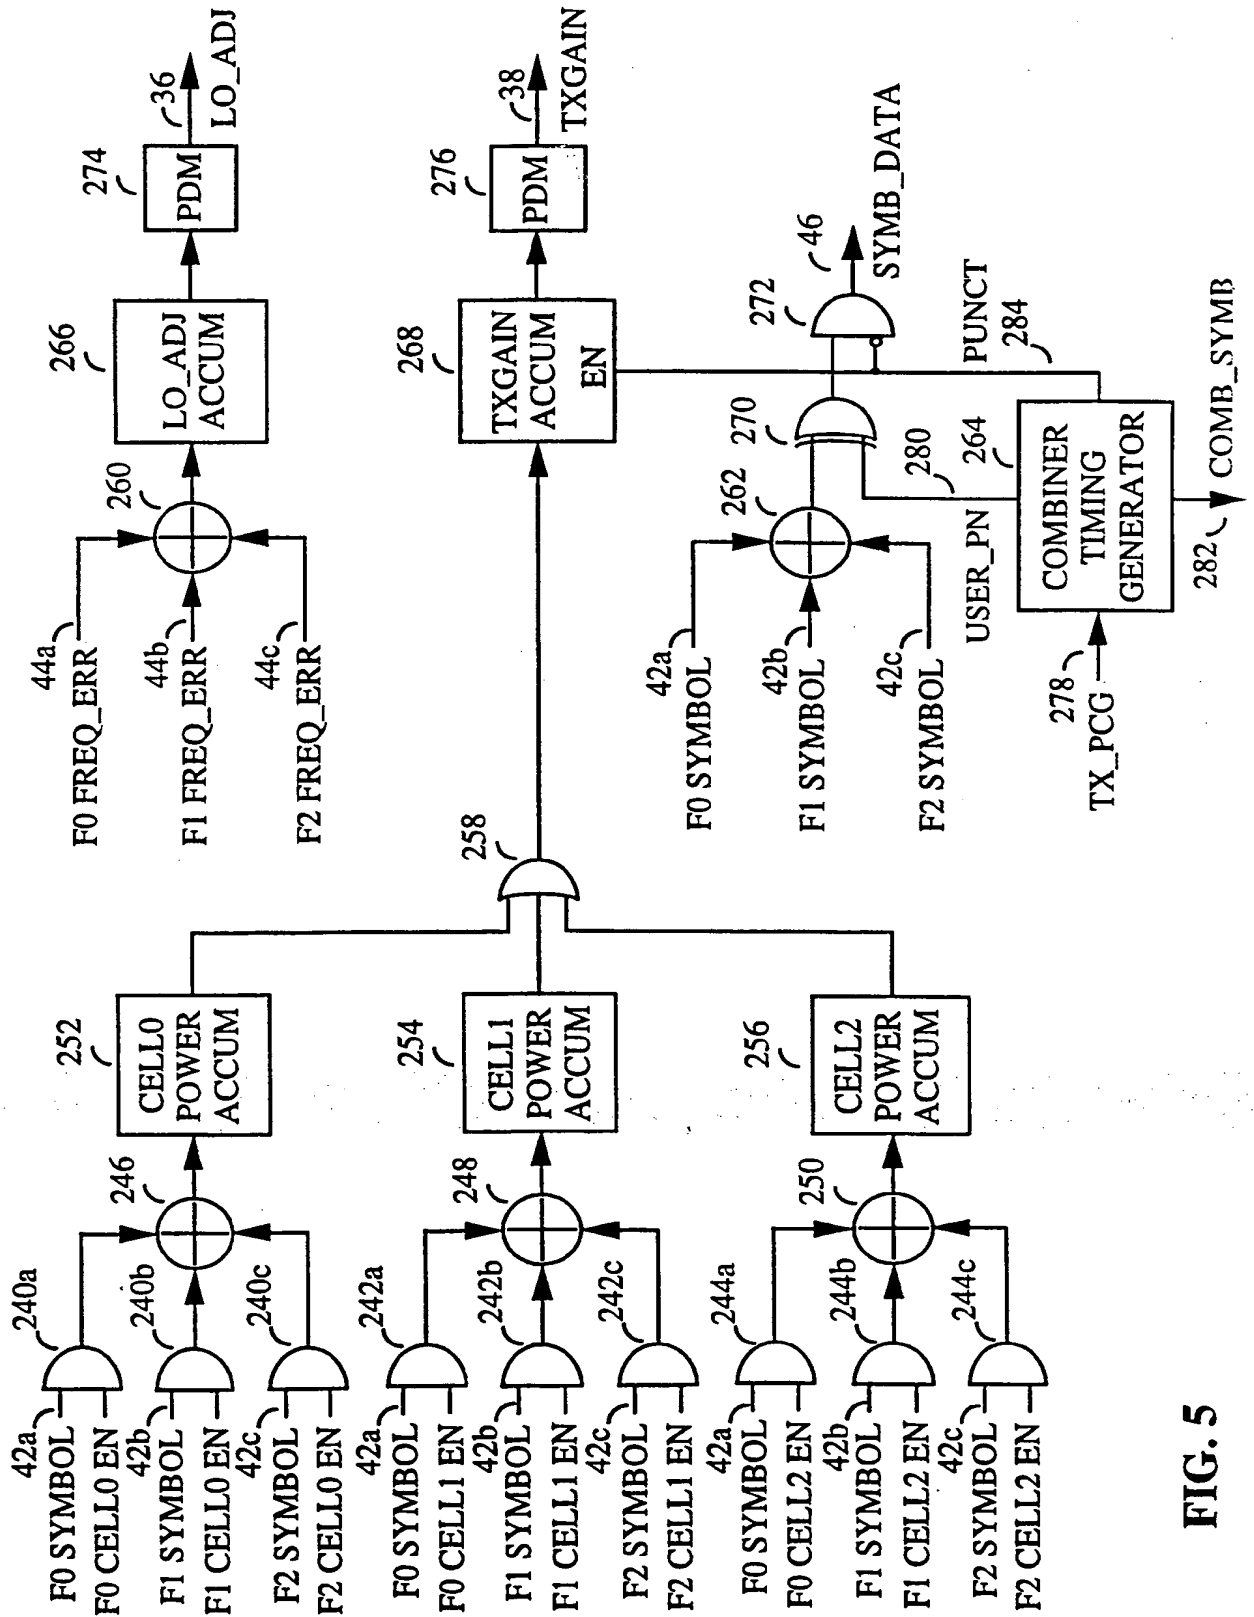 42a
F0 SYMBOL
F0 CELL0 EN
240a
42b
F1 SYMBOL
F1 CELL0 EN
240b
42c
F2 SYMBOL
F2 CELL0 EN
240c
246
252
CELL0
POWER
ACCUM
42a
F0 SYMBOL
F0 CELL1 EN
242a
42b
F1 SYMBOL
F1 CELL1 EN
242b
42c
F2 SYMBOL
F2 CELL1 EN
242c
248
254
CELL1
POWER
ACCUM
42a
F0 SYMBOL
F0 CELL2 EN
244a
42b
F1 SYMBOL
F1 CELL2 EN
244b
42c
F2 SYMBOL
F2 CELL2 EN
244c
250
256
CELL2
POWER
ACCUM
258
44a
F0 FREQ_ERR
44b
F1 FREQ_ERR
44c
F2 FREQ_ERR
260
266
LO_ADJ
ACCUM
274
PDM
36
LO_ADJ
268
TXGAIN
ACCUM
EN
276
PDM
38
TXGAIN
42a
F0 SYMBOL
42b
F1 SYMBOL
42c
F2 SYMBOL
262
270
272
46
SYMB_DATA
USER_PN
280
278
TX_PCG
264
COMBINER
TIMING
GENERATOR
PUNCT
284
282
COMB_SYMB
FIG. 5